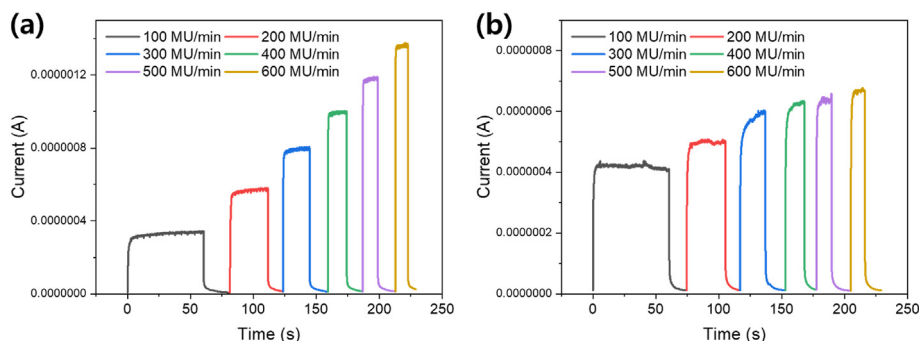 (a)
100 MU/min 200 MU/min
300 MU/min 400 MU/min
500 MU/min 600 MU/min
0.0000012
0.0000008
0.0000004
0.0000000
Current (A)
0 50 100 150 200 250
Time (s)
(b)
100 MU/min 200 MU/min
300 MU/min 400 MU/min
500 MU/min 600 MU/min
0.0000008
0.0000006
0.0000004
0.0000002
0.0000000
Current (A)
0 50 100 150 200 250
Time (s)